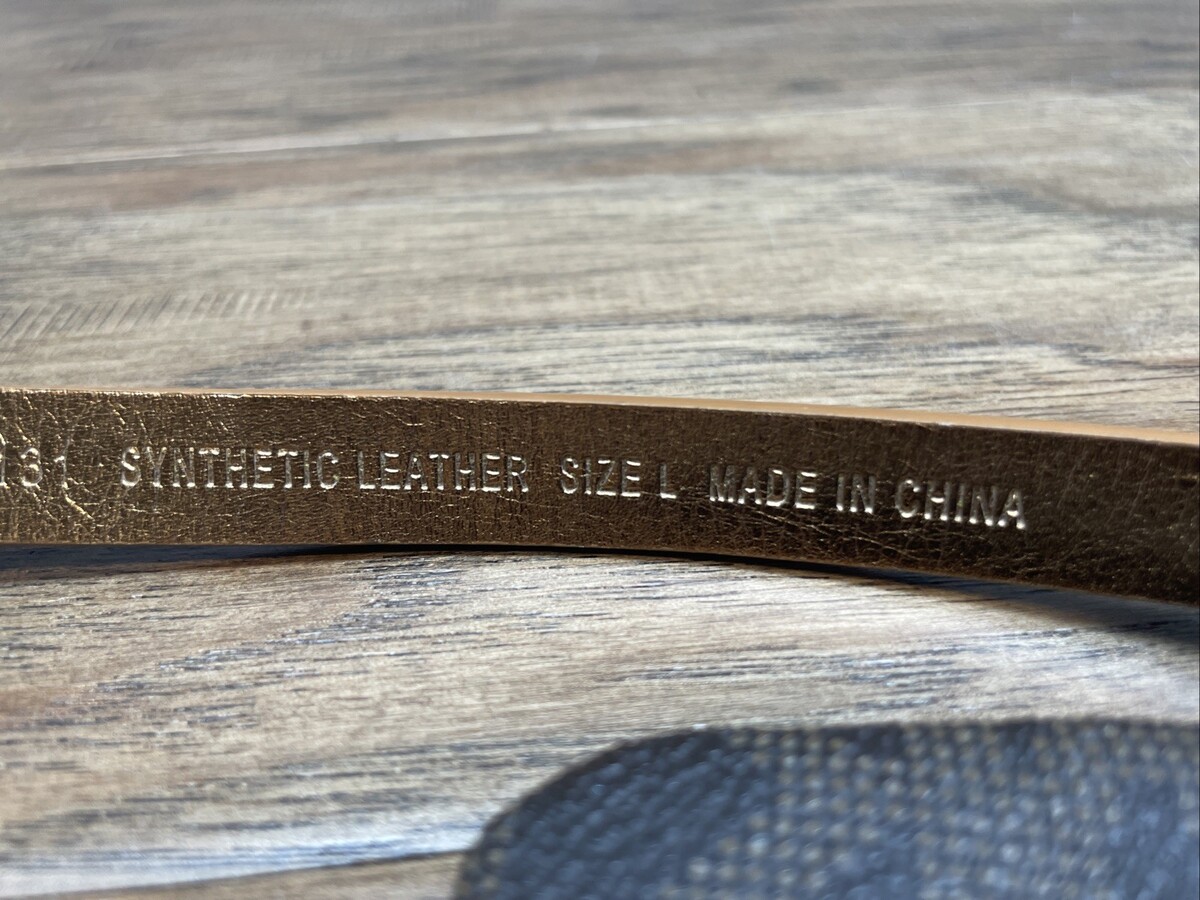 131 SYNTHETIC LEATHER SIZE L MADE IN CHINA